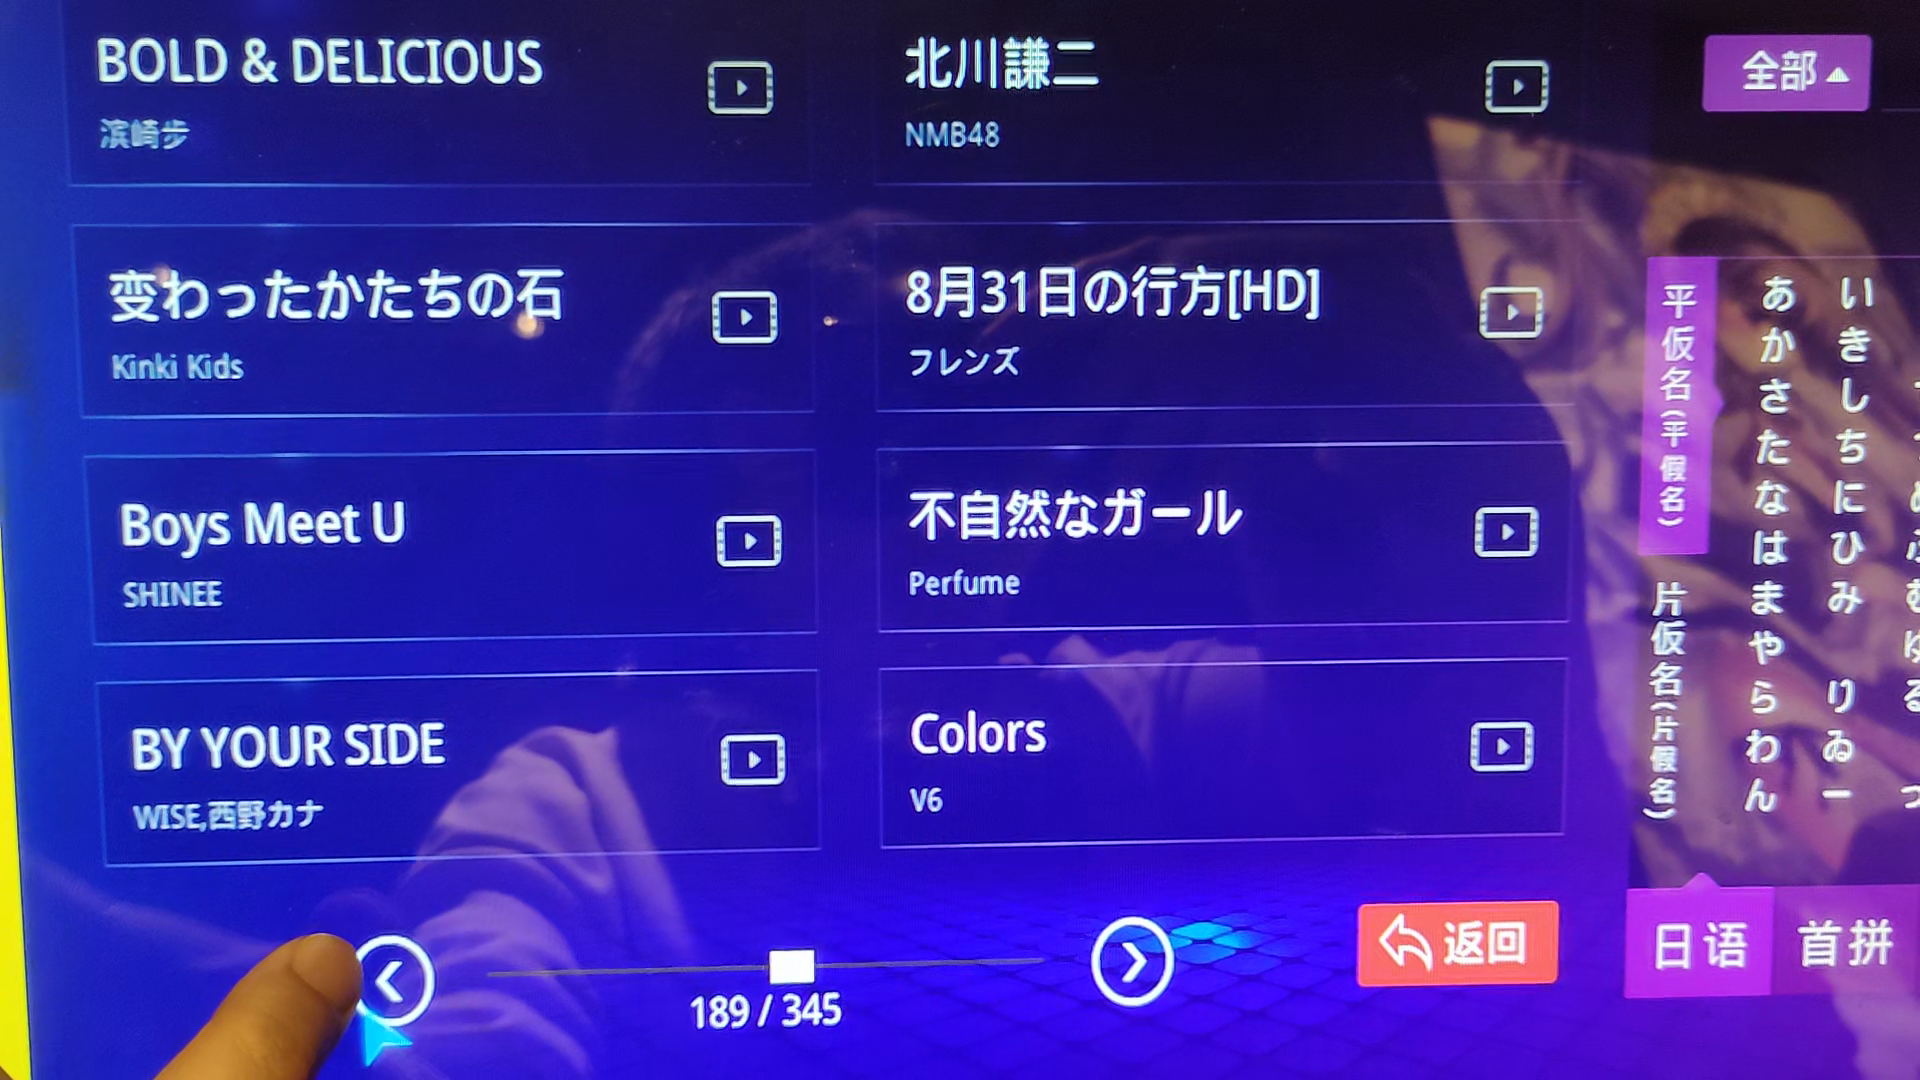 BOLD & DELICIOUS
滨崎步
北川謙二
NMB48
変わったかたちの石
Kinki Kids
8月31日の行方[HD]
フレンズ
Boys Meet U
SHINEE
不自然なガール
Perfume
BY YOUR SIDE
WISE,西野カナ
Colors
V6
189 / 345
返回
全部
平仮名(平假名)
片仮名(片假名)
あかさたなはまやらわん
いきしちにひみ りゐー
日语
首拼